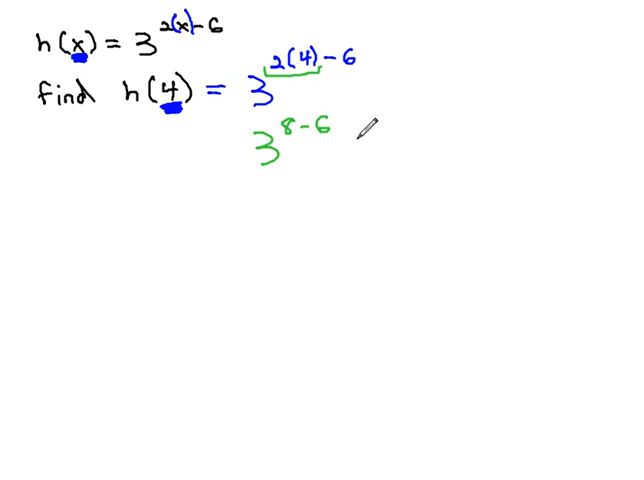 h(x) = 3^{2(x)-6}
find h(4) = 3^{2(4)-6}
3^{8-6}